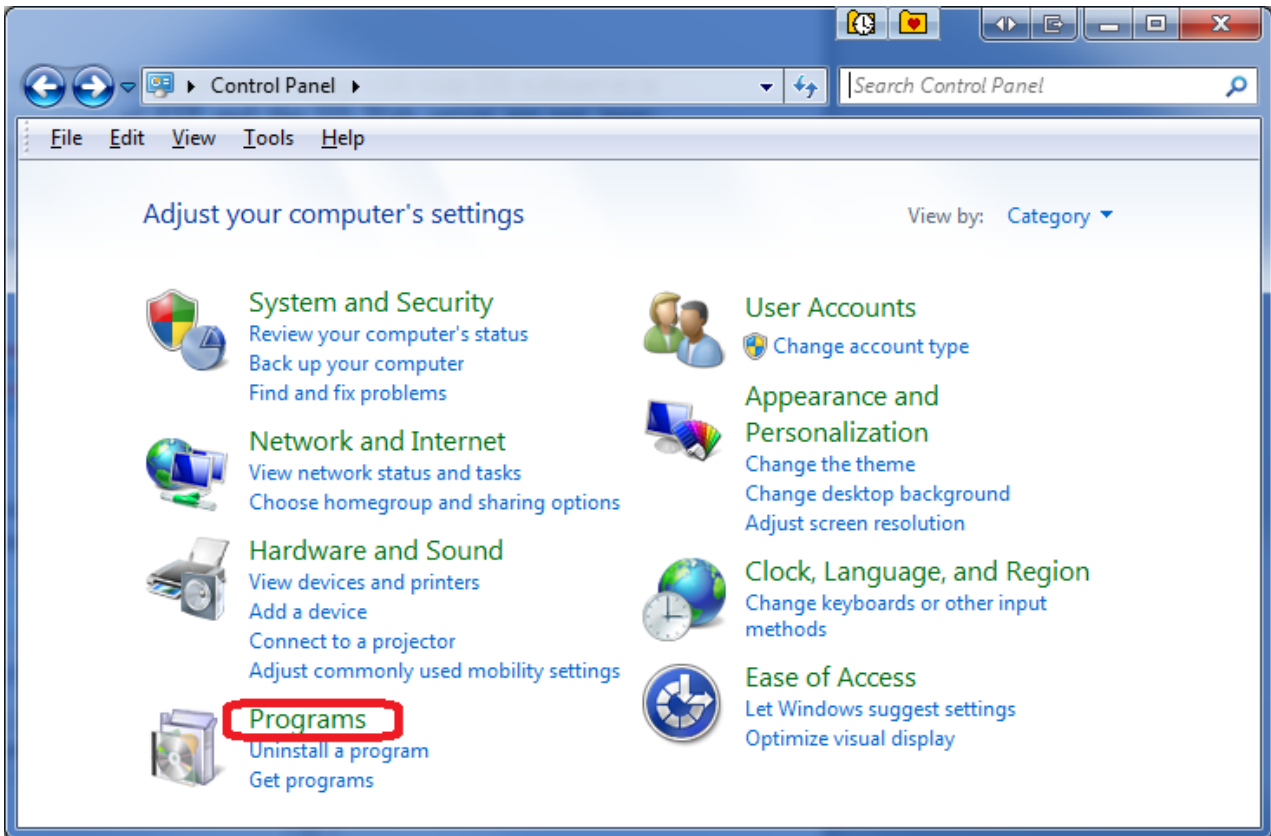 Control Panel
Search Control Panel
File Edit View Tools Help
Adjust your computer's settings
View by: Category
System and Security
Review your computer's status
Back up your computer
Find and fix problems
Network and Internet
View network status and tasks
Choose homegroup and sharing options
Hardware and Sound
View devices and printers
Add a device
Connect to a projector
Adjust commonly used mobility settings
Programs
Uninstall a program
Get programs
User Accounts
Change account type
Appearance and
Personalization
Change the theme
Change desktop background
Adjust screen resolution
Clock, Language, and Region
Change keyboards or other input
methods
Ease of Access
Let Windows suggest settings
Optimize visual display